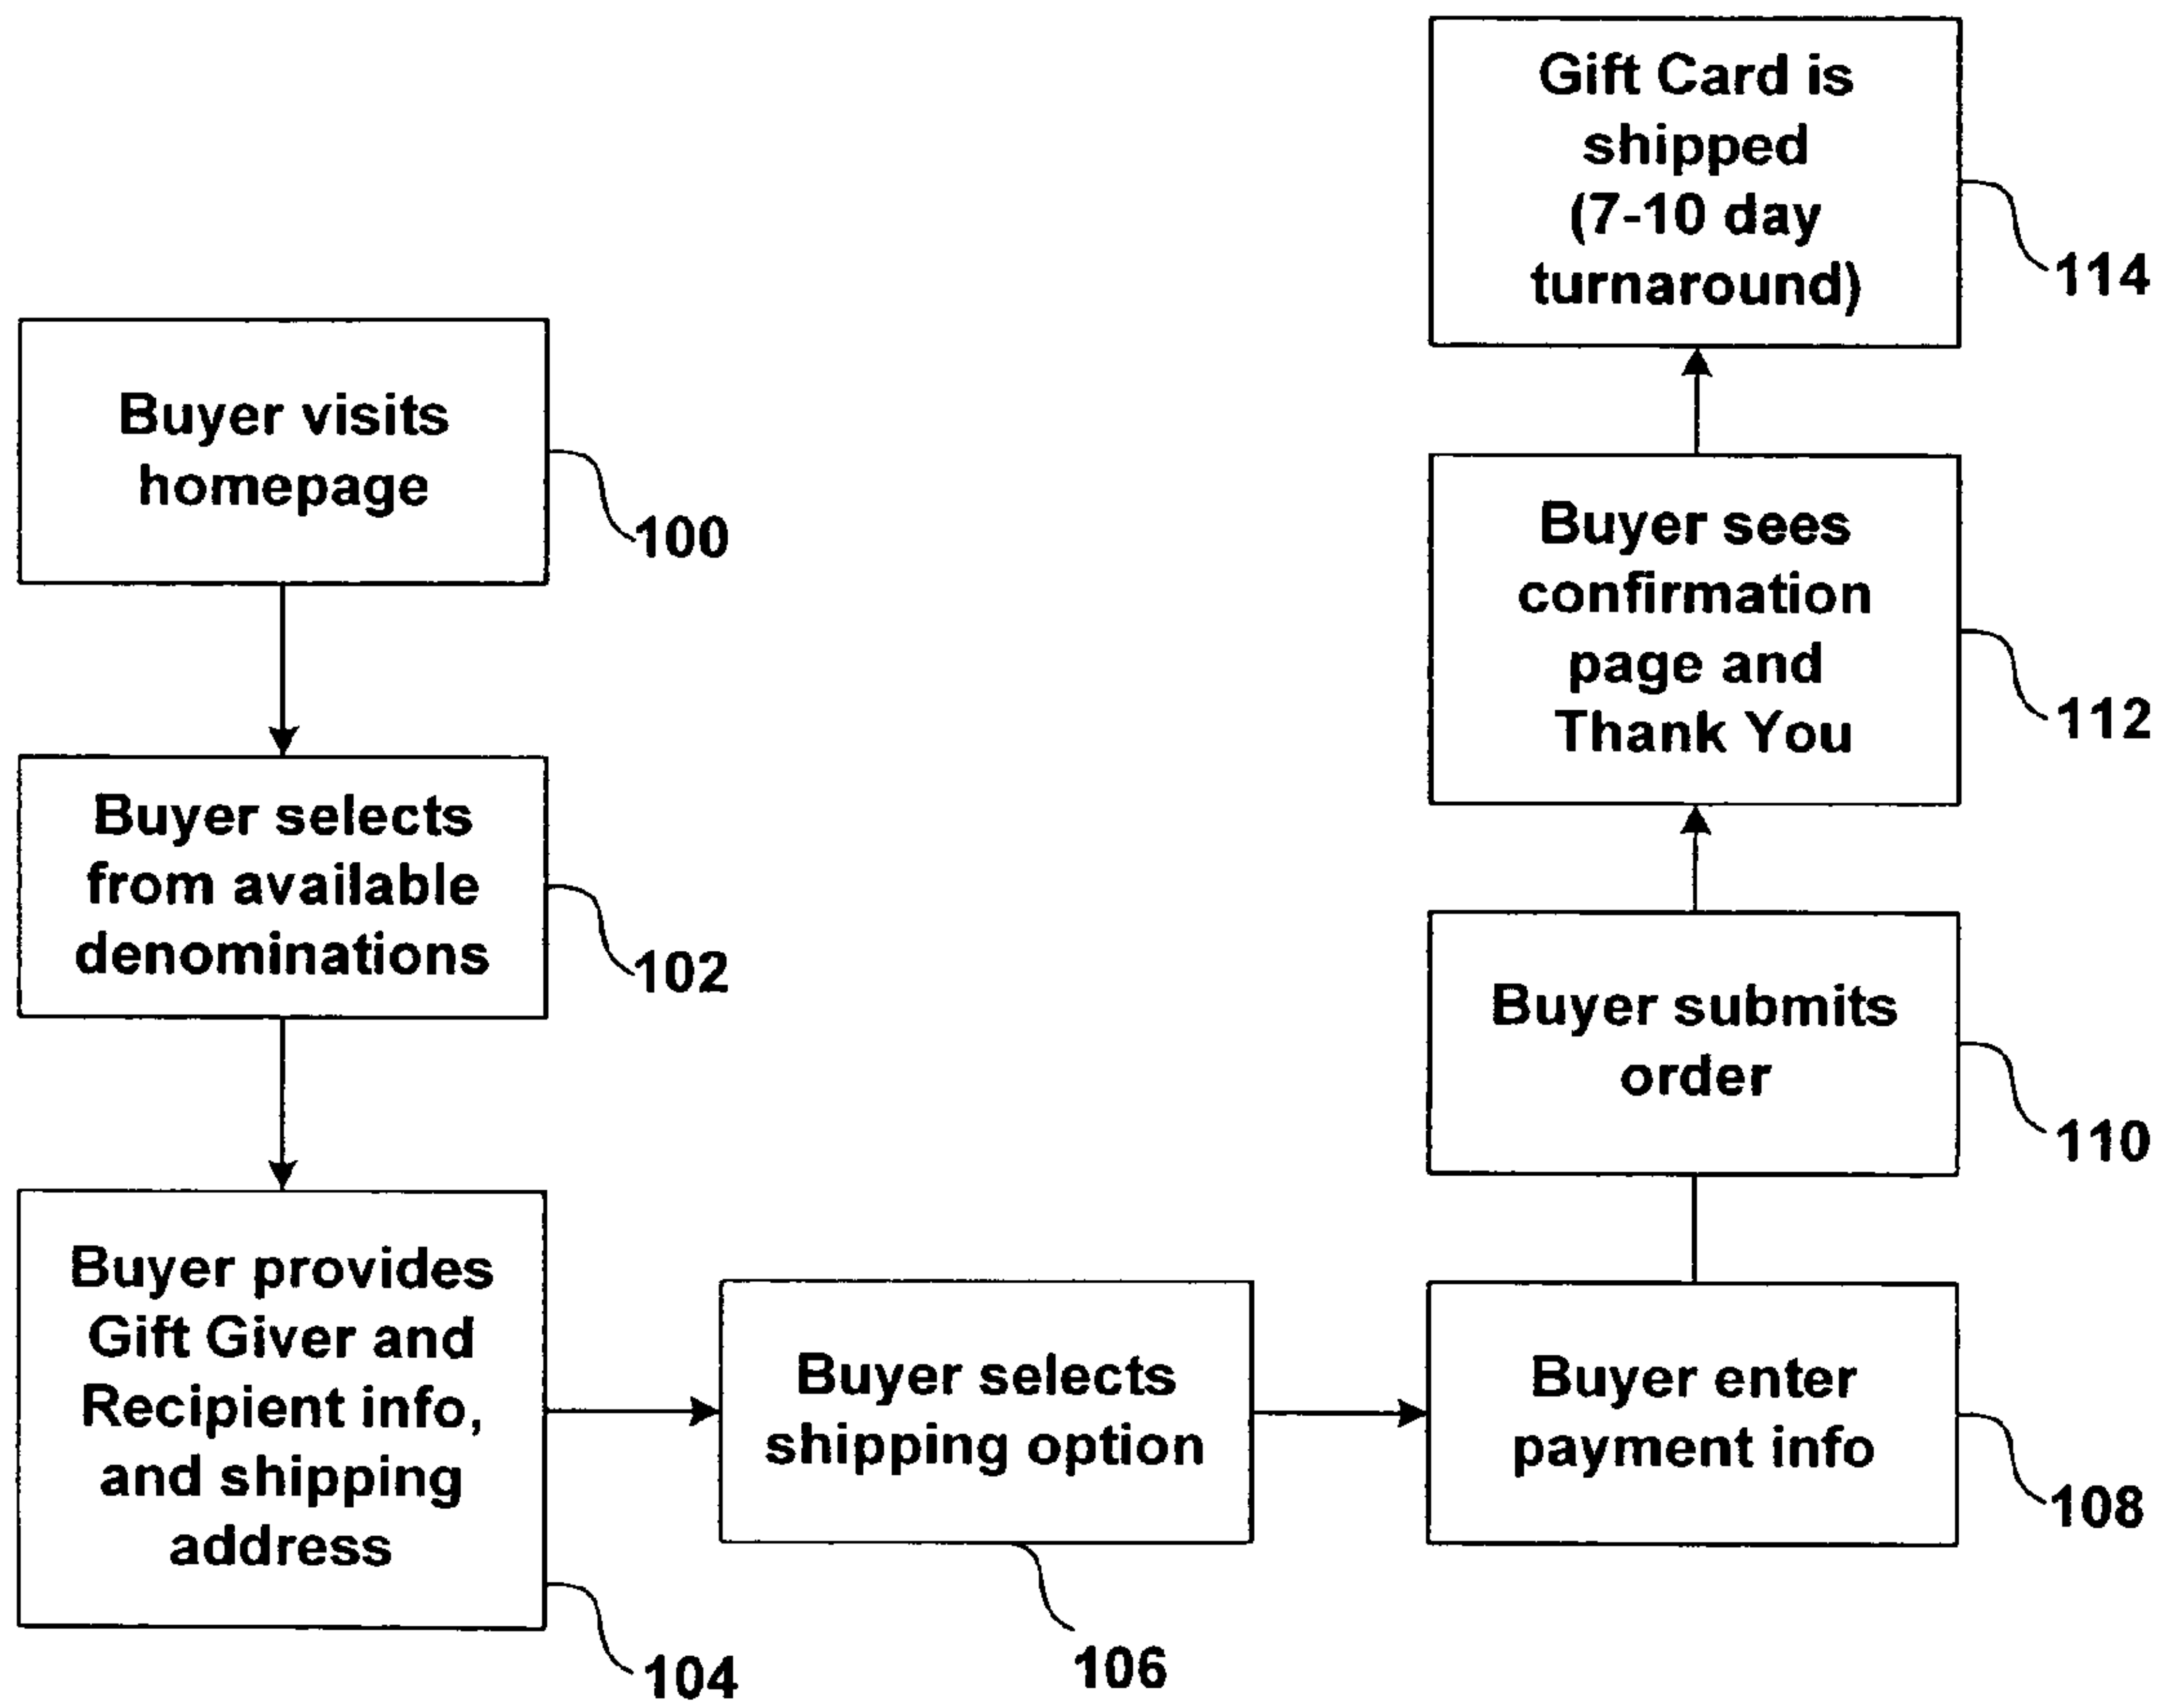 Buyer visits
homepage
100
Buyer selects
from available
denominations
102
Buyer provides
Gift Giver and
Recipient info,
and shipping
address
104
Buyer selects
shipping option
106
Buyer enter
payment info
108
Buyer submits
order
110
Buyer sees
confirmation
page and
Thank You
112
Gift Card is
shipped
(7-10 day
turnaround)
114